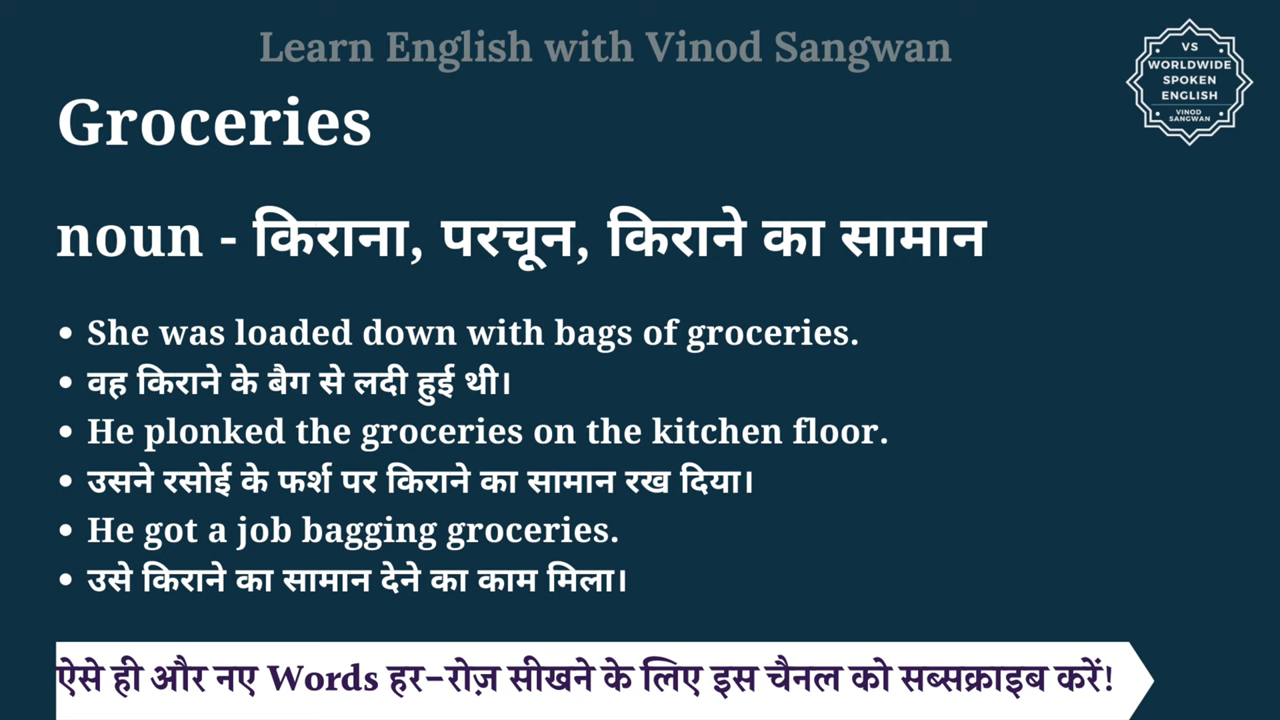 Learn English with Vinod Sangwan
VS
WORLDWIDE
SPOKEN
ENGLISH
VINOD
SANGWAN
Groceries
noun - किराना, परचून, किराने का सामान
• She was loaded down with bags of groceries.
• वह किराने के बैग से लदी हुई थी।
• He plonked the groceries on the kitchen floor.
• उसने रसोई के फर्श पर किराने का सामान रख दिया।
• He got a job bagging groceries.
• उसे किराने का सामान देने का काम मिला।
ऐसे ही और नए Words हर-रोज़ सीखने के लिए इस चैनल को सब्सक्राइब करें!